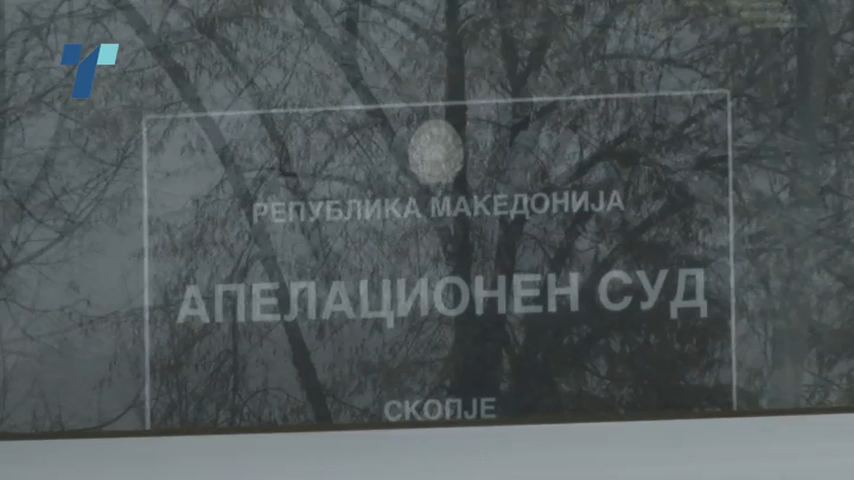 РЕПУБЛИКА МАКЕДОНИЈА
АПЕЛАЦИОНЕН СУД
СКОПЈЕ